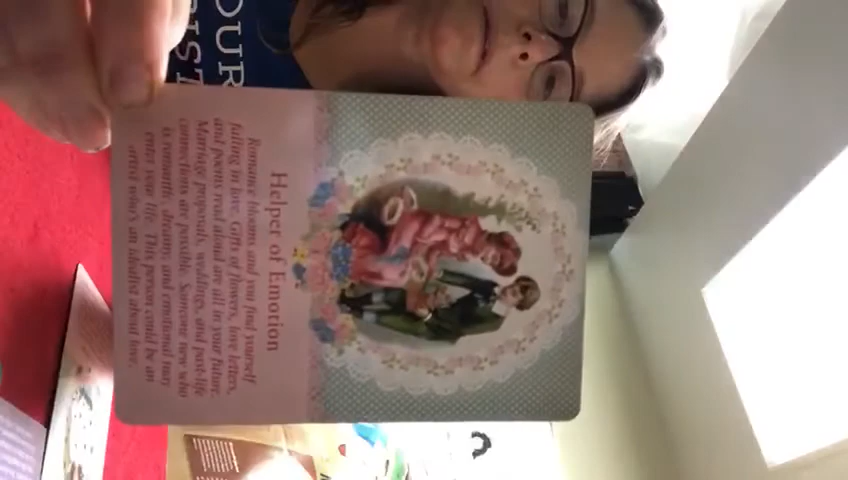 OUR
IST
Helper of Emotion
Romance blooms and you find yourself
falling in love. Gifts of flowers, love letters,
and poems read aloud are all in your future.
Marriage proposals, weddings, and past-life
connections are possible. Someone new who
is romantic, dreamy, and emotional may
enter your life. This person could be an
artist who's an idealist about love.